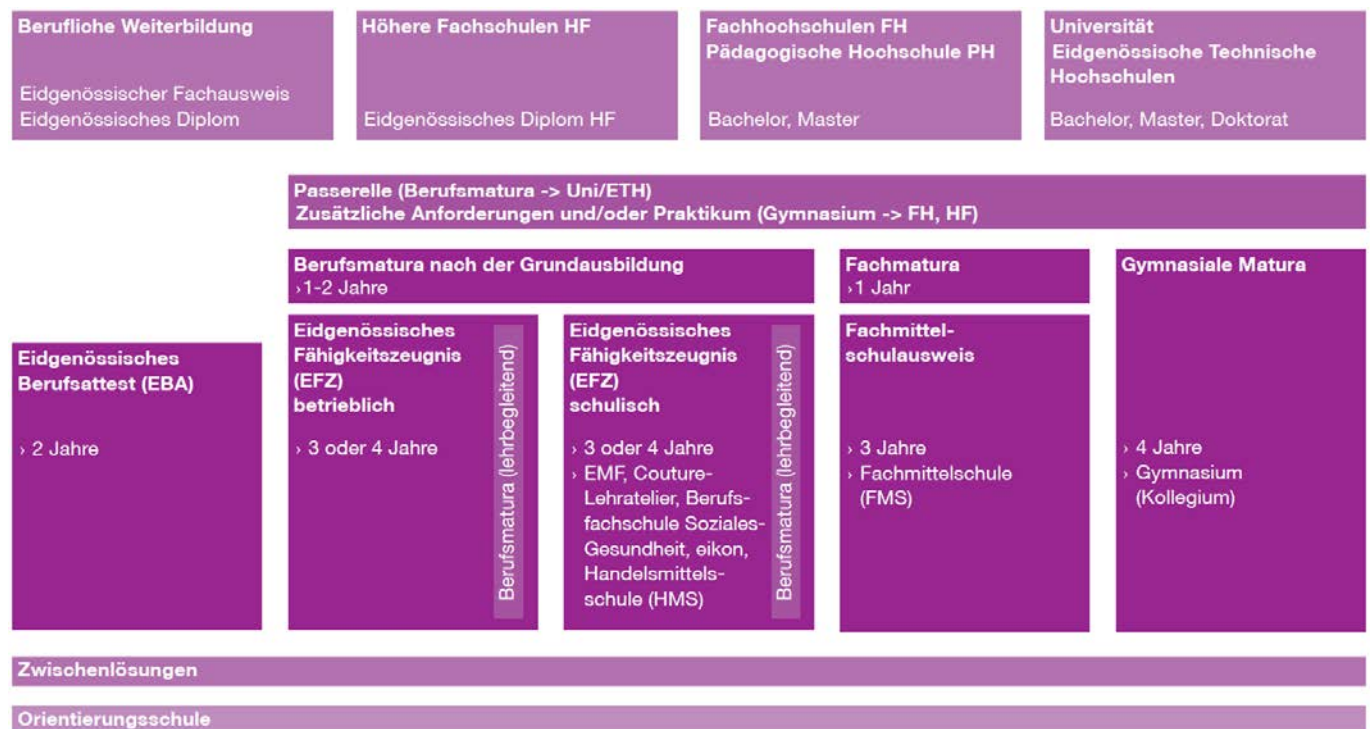 Berufliche Weiterbildung
Eidgenössischer Fachausweis
Eidgenössisches Diplom
Höhere Fachschulen HF
Eidgenössisches Diplom HF
Fachhochschulen FH
Pädagogische Hochschule PH
Bachelor, Master
Universität
Eidgenössische Technische
Hochschulen
Bachelor, Master, Doktorat
Passerelle (Berufsmatura -> Uni/ETH)
Zusätzliche Anforderungen und/oder Praktikum (Gymnasium -> FH, HF)
Berufsmatura nach der Grundausbildung
›1-2 Jahre
Fachmatura
›1 Jahr
Gymnasiale Matura
› 4 Jahre
› Gymnasium
(Kollegium)
Eidgenössisches
Berufsattest (EBA)
› 2 Jahre
Eidgenössisches
Fähigkeitszeugnis
(EFZ)
betrieblich
› 3 oder 4 Jahre
Berufsmatura (lehrbegleitend)
Eidgenössisches
Fähigkeitszeugnis
(EFZ)
schulisch
› 3 oder 4 Jahre
› EMF, Couture-
Lehratelier, Berufs-
fachschule Soziales-
Gesundheit, eikon,
Handelsmittels-
schule (HMS)
Berufsmatura (lehrbegleitend)
Fachmittel-
schulausweis
› 3 Jahre
› Fachmittelschule
(FMS)
Zwischenlösungen
Orientierungsschule